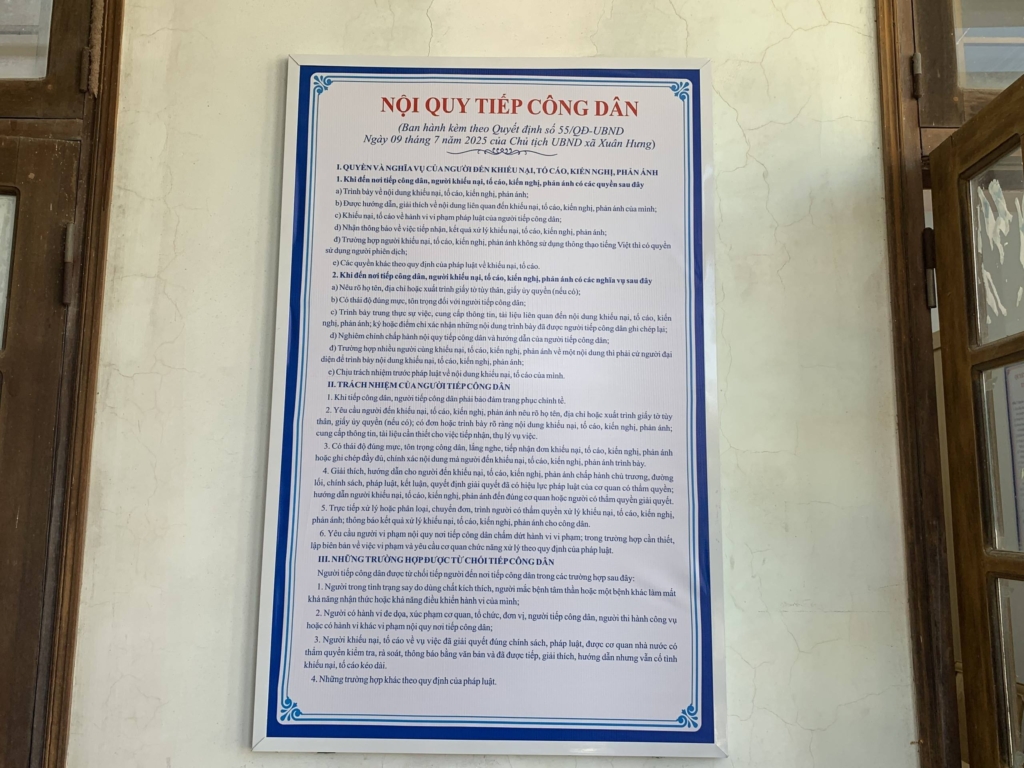 NỘI QUY TIẾP CÔNG DÂN
(Ban hành kèm theo Quyết định số 55/QĐ-UBND
Ngày 09 tháng 7 năm 2025 của Chủ tịch UBND xã Xuân Hưng)
I. QUYỀN VÀ NGHĨA VỤ CỦA NGƯỜI ĐẾN KHIẾU NẠI, TỐ CÁO, KIẾN NGHỊ, PHẢN ÁNH
1. Khi đến nơi tiếp công dân, người khiếu nại, tố cáo, kiến nghị, phản ánh có các quyền sau đây
a) Trình bày về nội dung khiếu nại, tố cáo, kiến nghị, phản ánh;
b) Được hướng dẫn, giải thích về nội dung liên quan đến khiếu nại, tố cáo, kiến nghị, phản ánh của mình;
c) Khiếu nại, tố cáo về hành vi vi phạm pháp luật của người tiếp công dân;
d) Nhận thông báo về việc tiếp nhận, kết quả xử lý khiếu nại, tố cáo, kiến nghị, phản ánh;
đ) Trường hợp người khiếu nại, tố cáo, kiến nghị, phản ánh không sử dụng thông thạo tiếng Việt thì có quyền
sử dụng người phiên dịch;
e) Các quyền khác theo quy định của pháp luật về khiếu nại, tố cáo.
2. Khi đến nơi tiếp công dân, người khiếu nại, tố cáo, kiến nghị, phản ánh có các nghĩa vụ sau đây
a) Nêu rõ họ tên, địa chỉ hoặc xuất trình giấy tờ tùy thân, giấy ủy quyền (nếu có);
b) Có thái độ đúng mực, tôn trọng đối với người tiếp công dân;
c) Trình bày trung thực sự việc, cung cấp thông tin, tài liệu liên quan đến nội dung khiếu nại, tố cáo, kiến
nghị, phản ánh; ký hoặc điểm chỉ xác nhận những nội dung trình bày đã được người tiếp công dân ghi chép lại;
d) Nghiêm chỉnh chấp hành nội quy tiếp công dân và hướng dẫn của người tiếp công dân;
đ) Trường hợp nhiều người cùng khiếu nại, tố cáo, kiến nghị, phản ánh về một nội dung thì phải cử người đại
diện để trình bày nội dung khiếu nại, tố cáo, kiến nghị, phản ánh;
e) Chịu trách nhiệm trước pháp luật về nội dung khiếu nại, tố cáo của mình.
II. TRÁCH NHIỆM CỦA NGƯỜI TIẾP CÔNG DÂN
1. Khi tiếp công dân, người tiếp công dân phải bảo đảm trang phục chỉnh tề.
2. Yêu cầu người đến khiếu nại, tố cáo, kiến nghị, phản ánh nêu rõ họ tên, địa chỉ hoặc xuất trình giấy tờ tùy
thân, giấy ủy quyền (nếu có); có đơn hoặc trình bày rõ ràng nội dung khiếu nại, tố cáo, kiến nghị, phản ánh;
cung cấp thông tin, tài liệu cần thiết cho việc tiếp nhận, thụ lý vụ việc.
3. Có thái độ đúng mực, tôn trọng công dân, lắng nghe, tiếp nhận đơn khiếu nại, tố cáo, kiến nghị, phản ánh
hoặc ghi chép đầy đủ, chính xác nội dung mà người đến khiếu nại, tố cáo, kiến nghị, phản ánh trình bày.
4. Giải thích, hướng dẫn cho người đến khiếu nại, tố cáo, kiến nghị, phản ánh chấp hành chủ trương, đường
lối, chính sách, pháp luật, kết luận, quyết định giải quyết đã có hiệu lực pháp luật của cơ quan có thẩm quyền;
hướng dẫn người khiếu nại, tố cáo, kiến nghị, phản ánh đến đúng cơ quan hoặc người có thẩm quyền giải quyết.
5. Trực tiếp xử lý hoặc phân loại, chuyển đơn, trình người có thẩm quyền xử lý khiếu nại, tố cáo, kiến nghị,
phản ánh; thông báo kết quả xử lý khiếu nại, tố cáo, kiến nghị, phản ánh cho công dân.
6. Yêu cầu người vi phạm nội quy nơi tiếp công dân chấm dứt hành vi vi phạm; trong trường hợp cần thiết,
lập biên bản về việc vi phạm và yêu cầu cơ quan chức năng xử lý theo quy định của pháp luật.
III. NHỮNG TRƯỜNG HỢP ĐƯỢC TỪ CHỐI TIẾP CÔNG DÂN
Người tiếp công dân được từ chối tiếp người đến nơi tiếp công dân trong các trường hợp sau đây:
1. Người trong tình trạng say do dùng chất kích thích, người mắc bệnh tâm thần hoặc một bệnh khác làm mất
khả năng nhận thức hoặc khả năng điều khiển hành vi của mình;
2. Người có hành vi đe dọa, xúc phạm cơ quan, tổ chức, đơn vị, người tiếp công dân, người thi hành công vụ
hoặc có hành vi khác vi phạm nội quy nơi tiếp công dân;
3. Người khiếu nại, tố cáo về vụ việc đã giải quyết đúng chính sách, pháp luật, được cơ quan nhà nước có
thẩm quyền kiểm tra, rà soát, thông báo bằng văn bản và đã được tiếp, giải thích, hướng dẫn nhưng vẫn cố tình
khiếu nại, tố cáo kéo dài.
4. Những trường hợp khác theo quy định của pháp luật.